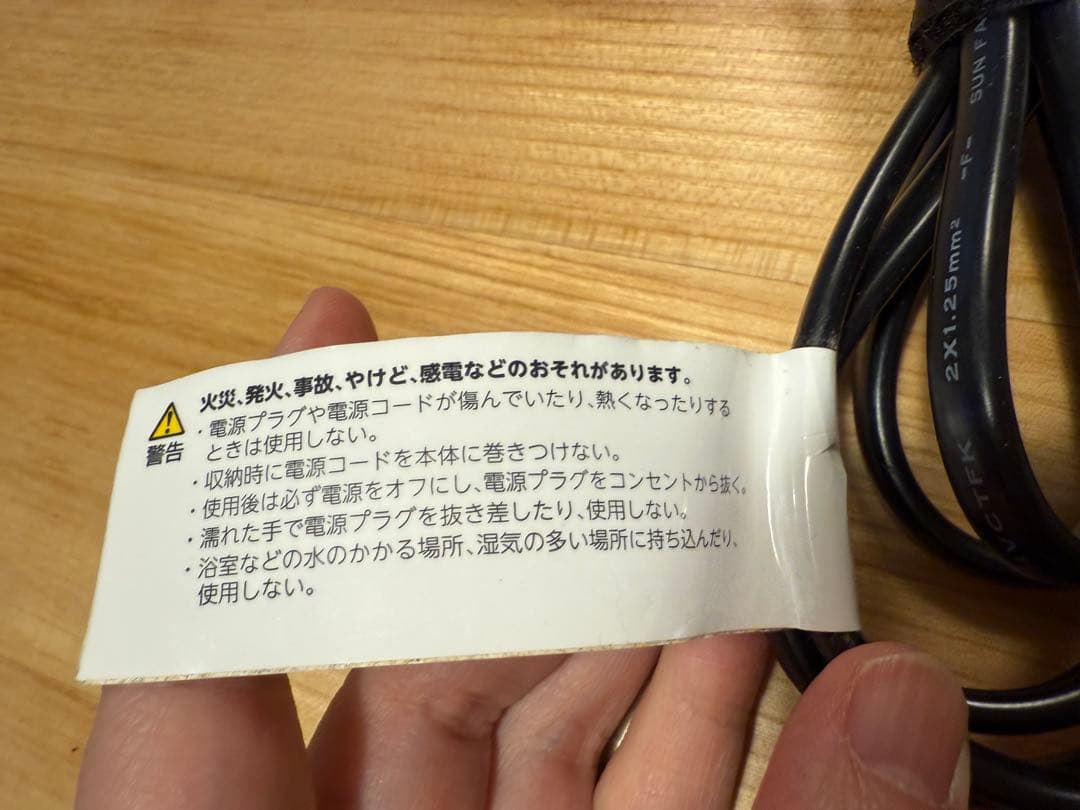 火災、発火、事故、やけど、感電などのおそれがあります。
警告
・電源プラグや電源コードが傷んでいたり、熱くなったりする
ときは使用しない。
・収納時に電源コードを本体に巻きつけない。
・使用後は必ず電源をオフにし、電源プラグをコンセントから抜く。
・濡れた手で電源プラグを抜き差したり、使用しない。
・浴室などの水のかかる場所、湿気の多い場所に持ち込んだり、
使用しない。
VCTFK 2X1.25mm² -F- SUN FA